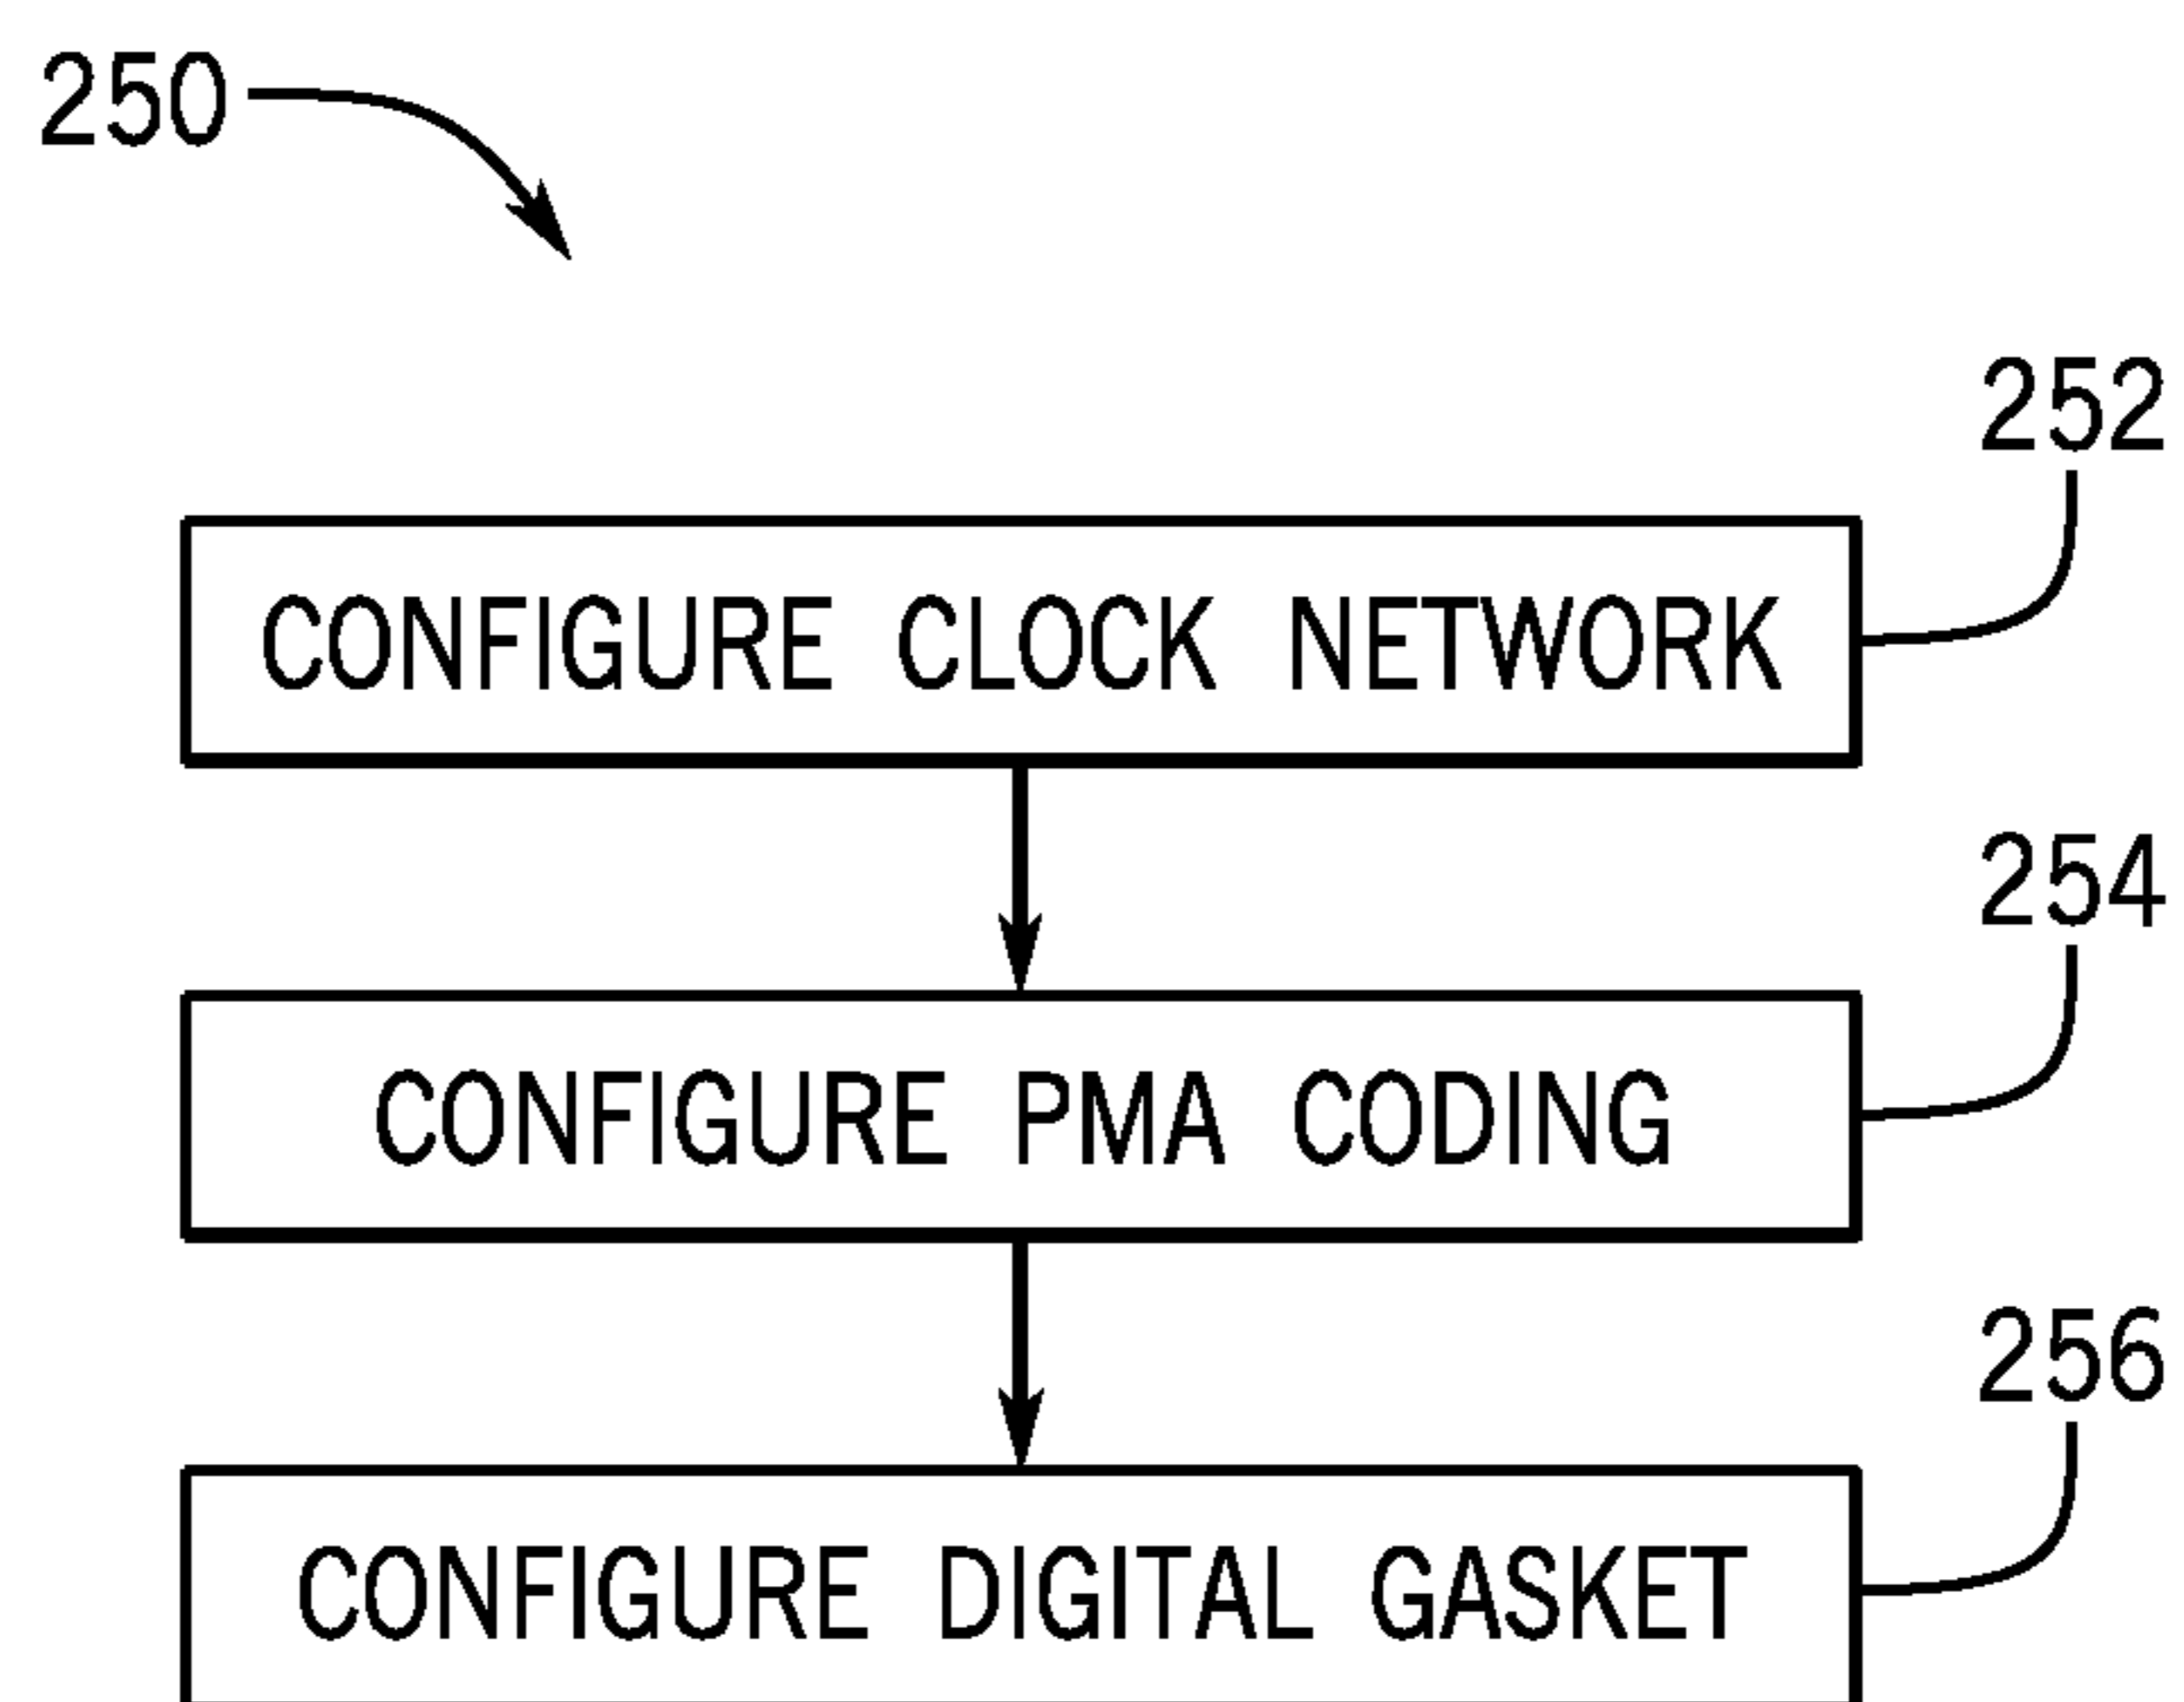 250
252
CONFIGURE CLOCK NETWORK
254
CONFIGURE PMA CODING
256
CONFIGURE DIGITAL GASKET